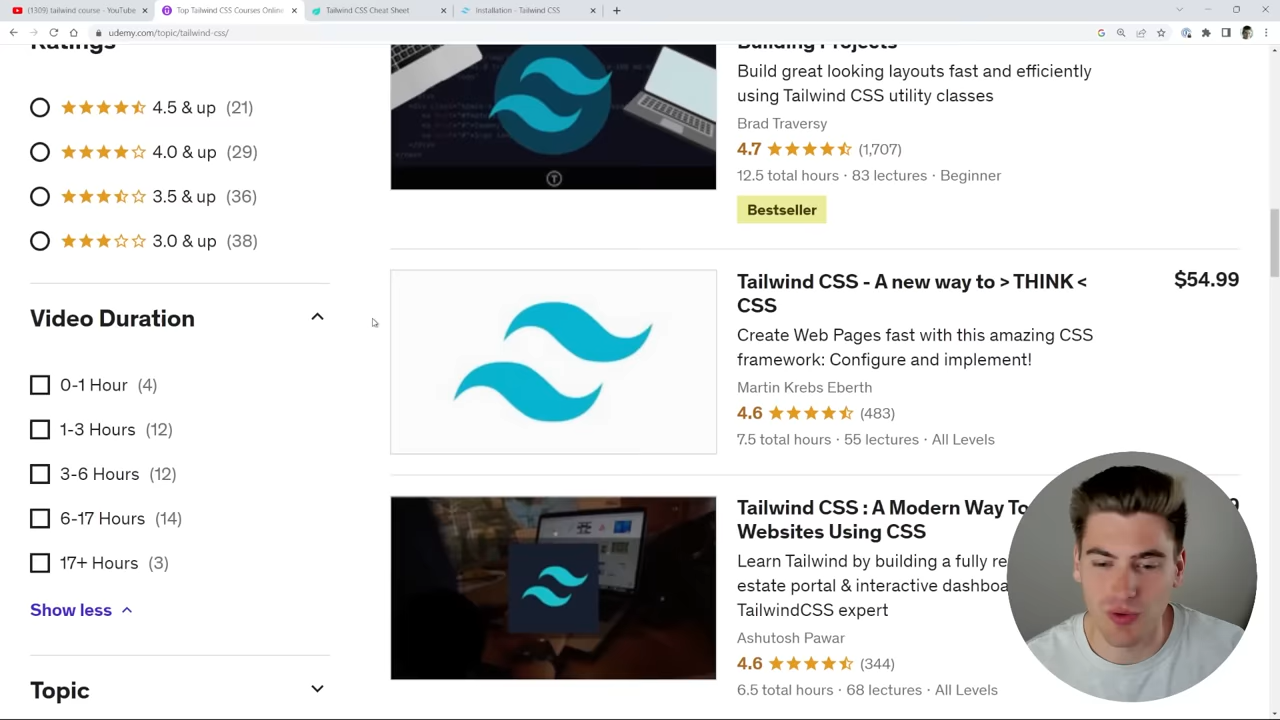 (1309) tailwind course - YouTube
Top Tailwind CSS Courses Online
Tailwind CSS Cheat Sheet
Installation - Tailwind CSS
udemy.com/topic/tailwind-css/
Ratings
4.5 & up (21)
4.0 & up (29)
3.5 & up (36)
3.0 & up (38)
Video Duration
0-1 Hour (4)
1-3 Hours (12)
3-6 Hours (12)
6-17 Hours (14)
17+ Hours (3)
Show less
Topic
Building Projects
Build great looking layouts fast and efficiently
using Tailwind CSS utility classes
Brad Traversy
4.7 (1,707)
12.5 total hours · 83 lectures · Beginner
Bestseller
Tailwind CSS - A new way to > THINK <
CSS
$54.99
Create Web Pages fast with this amazing CSS
framework: Configure and implement!
Martin Krebs Eberth
4.6 (483)
7.5 total hours · 55 lectures · All Levels
Tailwind CSS : A Modern Way To
Websites Using CSS
Learn Tailwind by building a fully
estate portal & interactive
TailwindCSS expert
Ashutosh Pawar
4.6 (344)
6.5 total hours · 68 lectures · All Levels